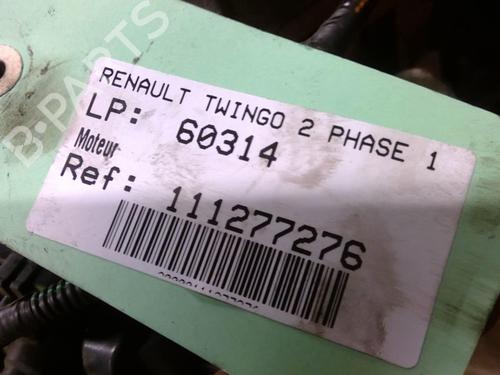 B-PARTS
RENAULT TWINGO 2 PHASE 1
LP: 60314
Moteur
Ref: 111277276